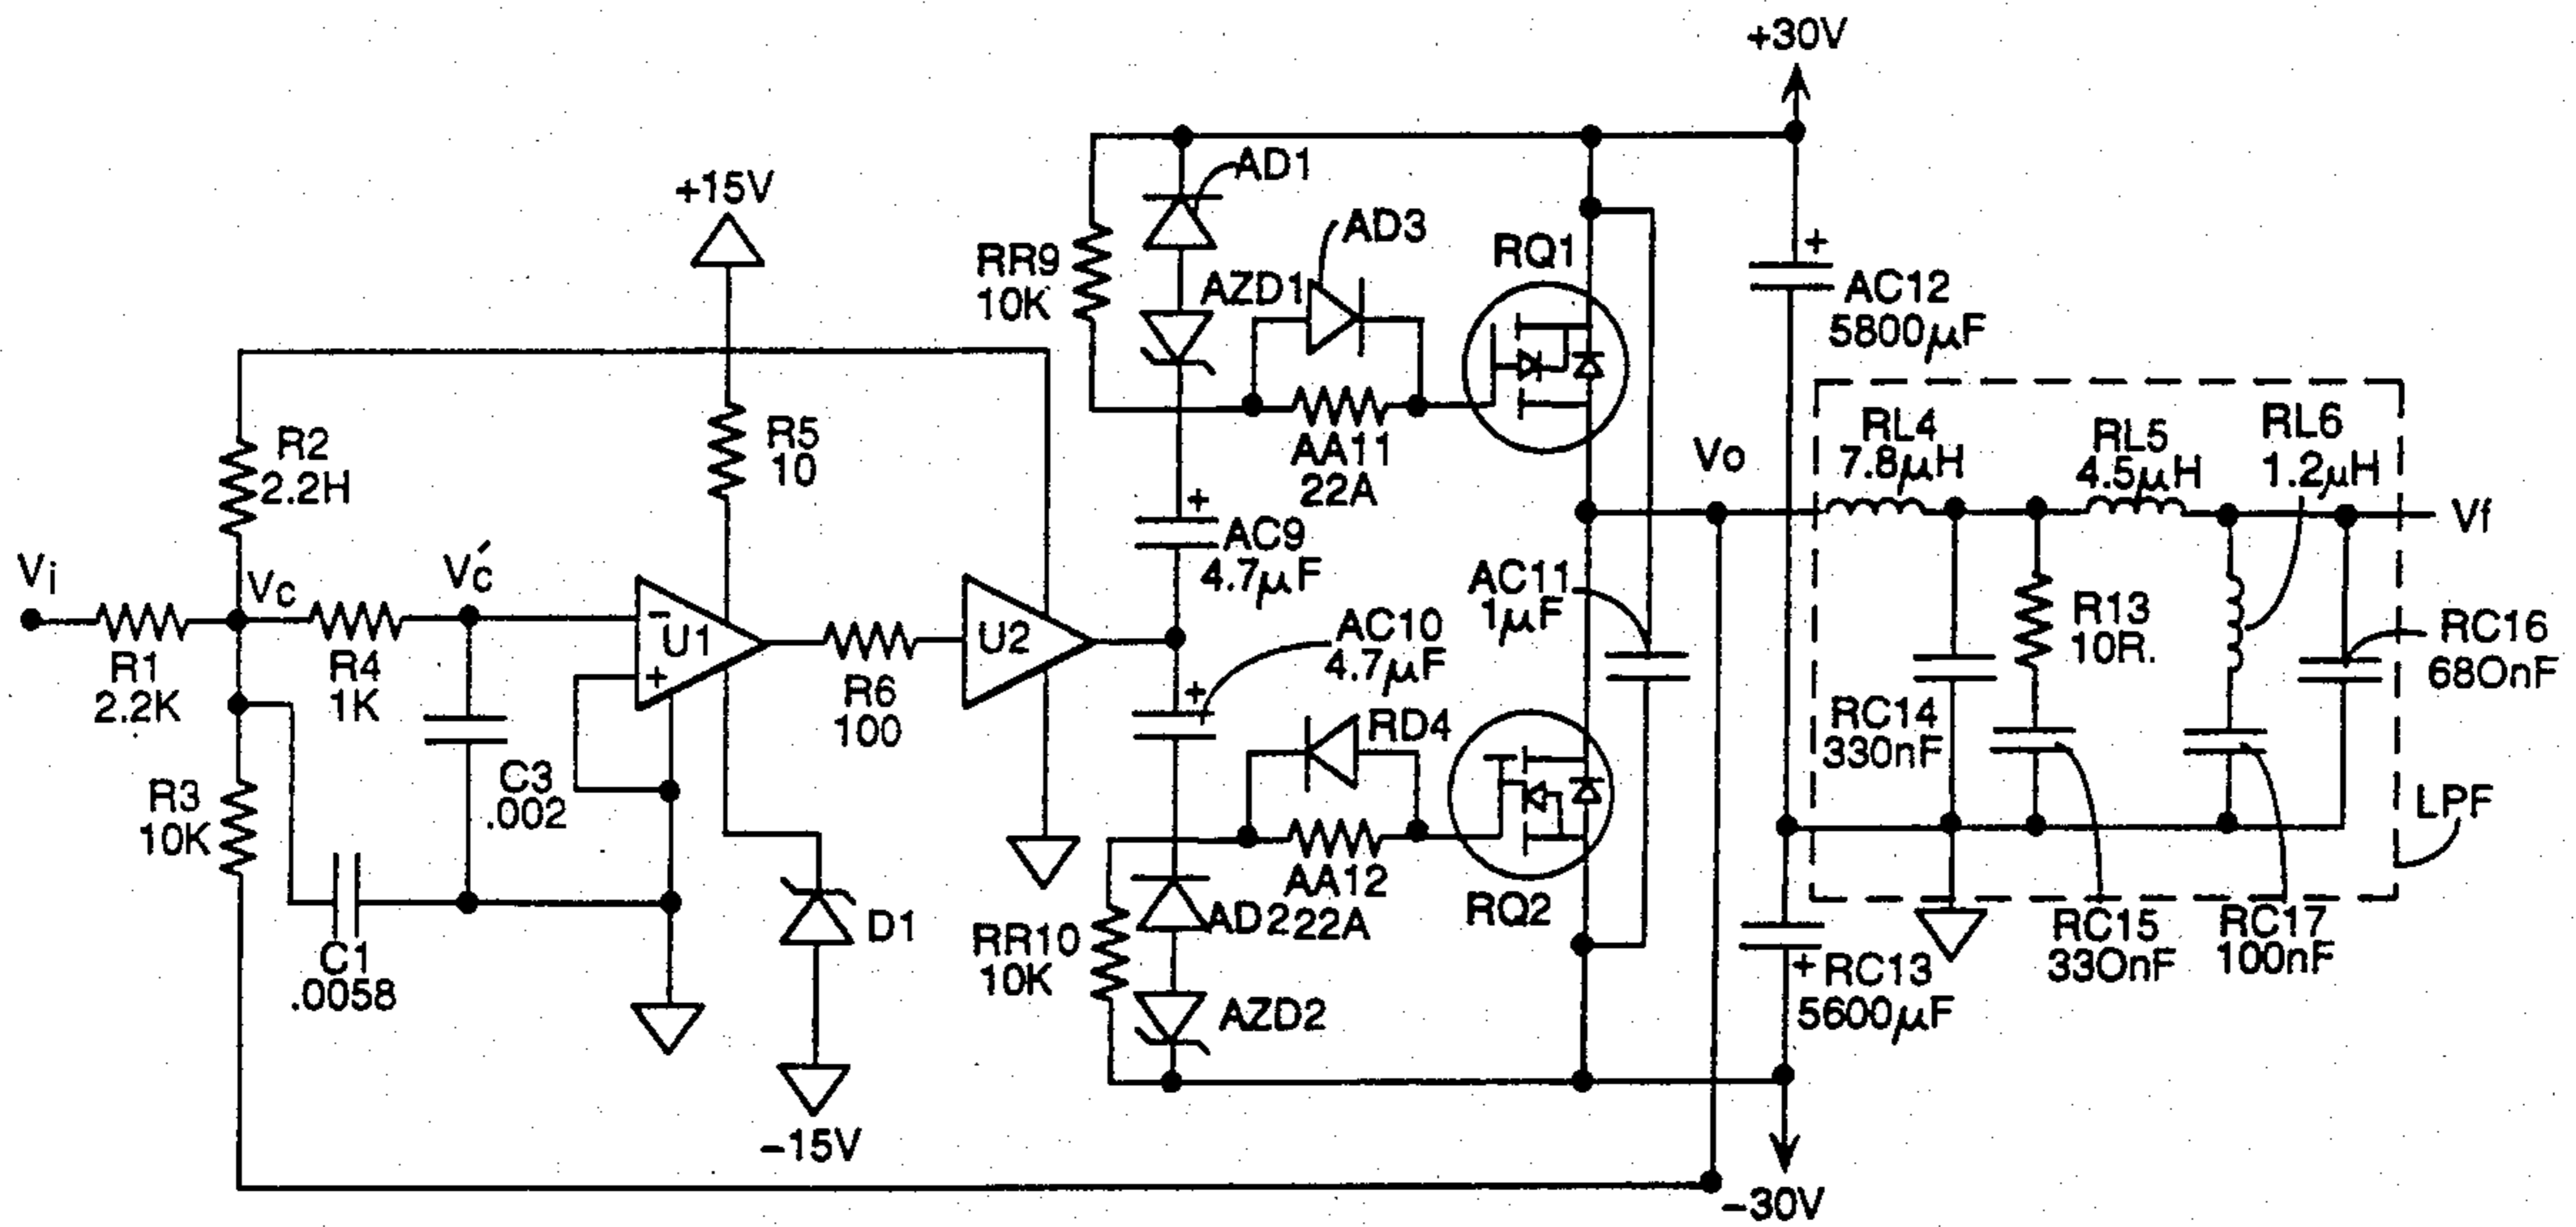 +30V
AD1
+15V
AD3
RQ1
RR9
10K
AZD1
+
AC12
5800µF
R2
2.2H
R5
10
AA11
22A
Vo
RL4
7.8µH
RL5
4.5µH
RL6
1.2µH
Vf
+
AC9
4.7µF
Vi
Vc
Vc′
R1
2.2K
R4
1K
−
U1
+
R6
100
U2
AC10
4.7µF
+
AC11
1µF
R13
10R.
RC16
680nF
RC14
330nF
RD4
LPF
R3
10K
C3
.002
C1
.0058
D1
AA12
22A
AD2
RQ2
RR10
10K
AZD2
+
RC13
5600µF
RC15
330nF
RC17
100nF
−15V
−30V